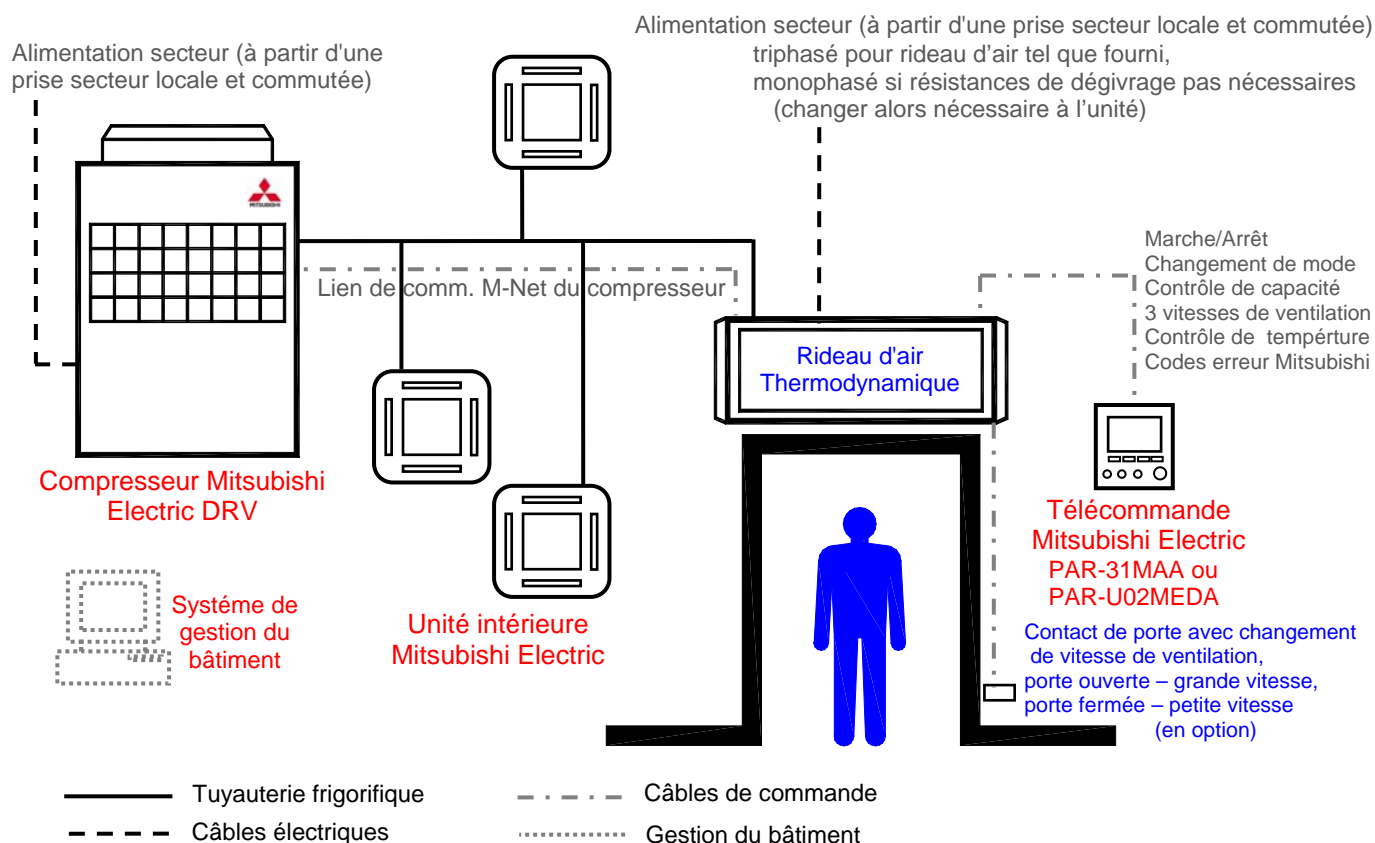 Alimentation secteur (à partir d'une
prise secteur locale et commutée)
Alimentation secteur (à partir d'une prise secteur locale et commutée)
triphasé pour rideau d’air tel que fourni,
monophasé si résistances de dégivrage pas nécessaires
(changer alors nécessaire à l’unité)
MITSUBISHI
Lien de comm. M-Net du compresseur
Marche/Arrêt
Changement de mode
Contrôle de capacité
3 vitesses de ventilation
Contrôle de tempérture
Codes erreur Mitsubishi
Rideau d'air
Thermodynamique
Compresseur Mitsubishi
Electric DRV
Télécommande
Mitsubishi Electric
PAR-31MAA ou
PAR-U02MEDA
Systéme de
gestion du
bâtiment
Unité intérieure
Mitsubishi Electric
Contact de porte avec changement
de vitesse de ventilation,
porte ouverte – grande vitesse,
porte fermée – petite vitesse
(en option)
Tuyauterie frigorifique
Câbles de commande
Câbles électriques
Gestion du bâtiment